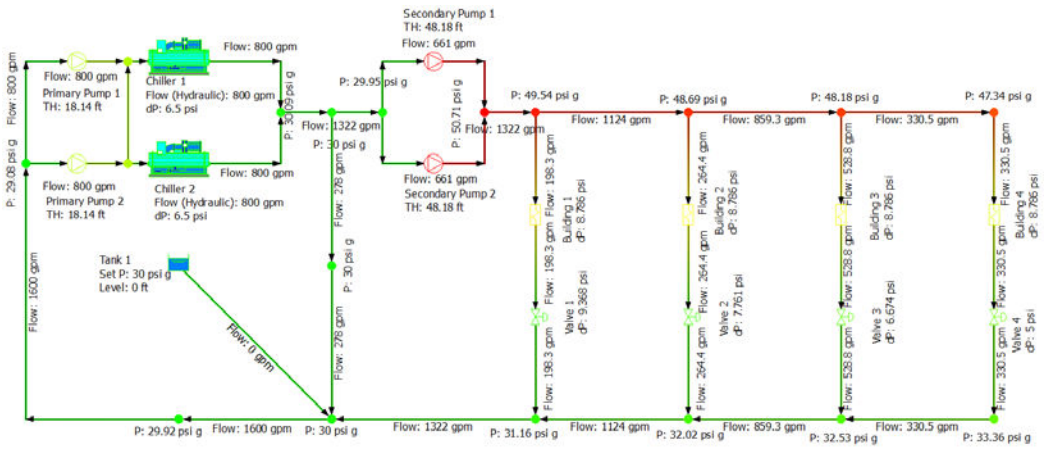 Secondary Pump 1
TH: 48.18 ft
Flow: 661 gpm
Flow: 800 gpm
Flow: 800 gpm
Flow: 800 gpm
Primary Pump 1
TH: 18.14 ft
Chiller 1
Flow (Hydraulic): 800 gpm
dP: 6.5 psi
P: 30.09 psi g
P: 29.95 psi g
Flow: 1322 gpm
P: 30 psi g
P: 50.71 psi g
P: 49.54 psi g
Flow: 1322 gpm
Flow: 1124 gpm
P: 48.69 psi g
Flow: 859.3 gpm
P: 48.18 psi g
Flow: 330.5 gpm
P: 47.34 psi g
P: 29.08 psi g
Flow: 800 gpm
Primary Pump 2
TH: 18.14 ft
Flow: 800 gpm
Chiller 2
Flow (Hydraulic): 800 gpm
dP: 6.5 psi
Flow: 661 gpm
Secondary Pump 2
TH: 48.18 ft
Flow: 278 gpm
Flow: 198.3 gpm
Flow: 264.4 gpm
Flow: 528.8 gpm
Flow: 330.5 gpm
Building 1
dP: 8.786 psi
Building 2
dP: 8.786 psi
Building 3
dP: 8.786 psi
Building 4
dP: 8.786 psi
Tank 1
Set P: 30 psi g
Level: 0 ft
P: 30 psi g
Flow: 198.3 gpm
Flow: 264.4 gpm
Flow: 528.8 gpm
Flow: 330.5 gpm
Flow: 1600 gpm
Flow: 0 gpm
Flow: 278 gpm
Valve 1
dP: 9.368 psi
Valve 2
dP: 7.761 psi
Valve 3
dP: 6.674 psi
Valve 4
dP: 5 psi
Flow: 198.3 gpm
Flow: 264.4 gpm
Flow: 528.8 gpm
Flow: 330.5 gpm
P: 29.92 psi g
Flow: 1600 gpm
P: 30 psi g
Flow: 1322 gpm
P: 31.16 psi g
Flow: 1124 gpm
P: 32.02 psi g
Flow: 859.3 gpm
P: 32.53 psi g
Flow: 330.5 gpm
P: 33.36 psi g